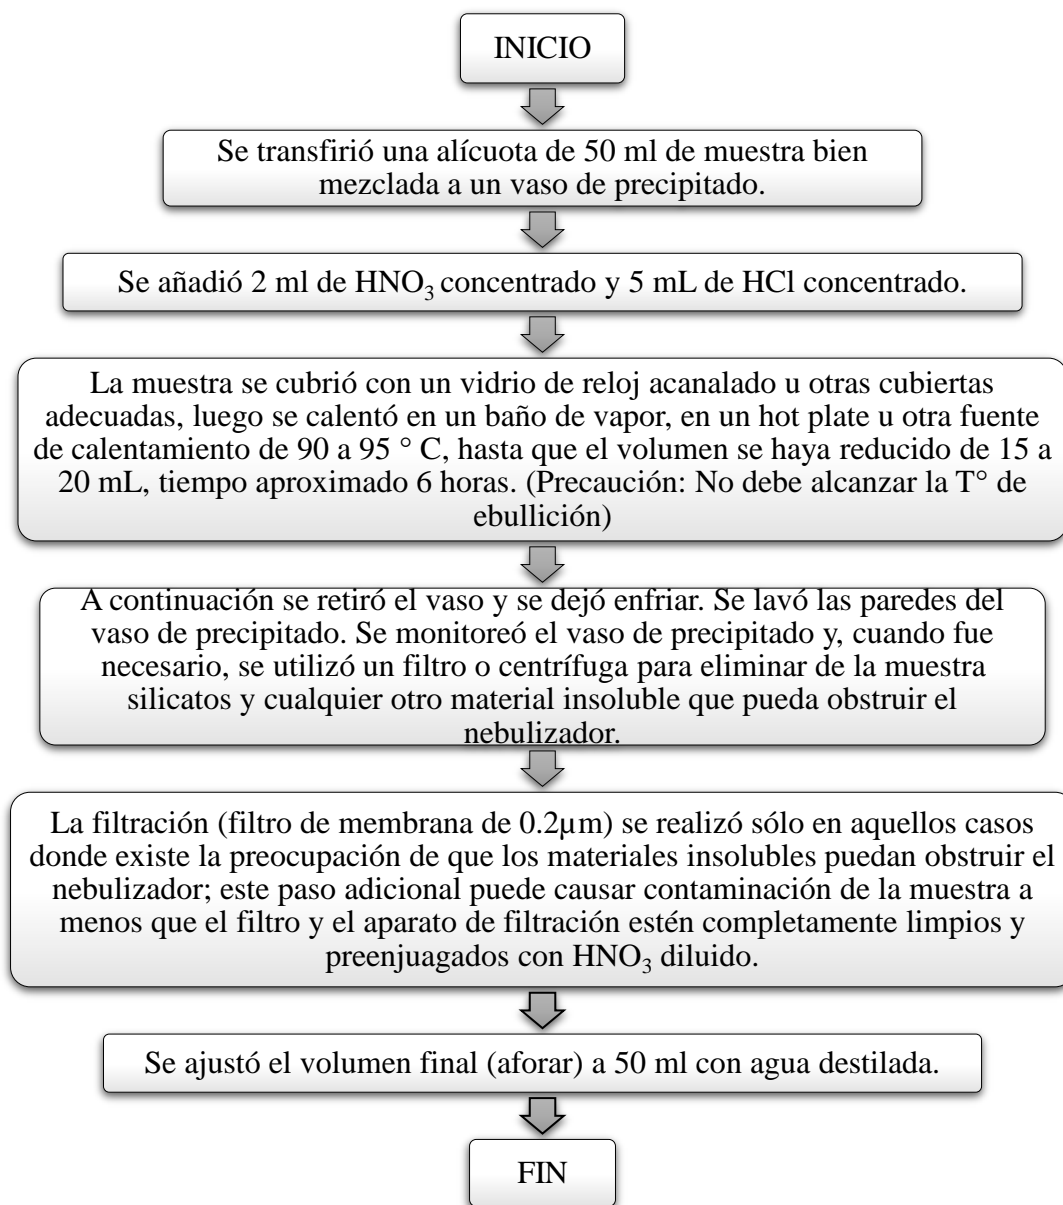 INICIO
Se transfirió una alícuota de 50 ml de muestra bien
mezclada a un vaso de precipitado.
Se añadió 2 ml de HNO₃ concentrado y 5 mL de HCl concentrado.
La muestra se cubrió con un vidrio de reloj acanalado u otras cubiertas
adecuadas, luego se calentó en un baño de vapor, en un hot plate u otra fuente
de calentamiento de 90 a 95 ° C, hasta que el volumen se haya reducido de 15 a
20 mL, tiempo aproximado 6 horas. (Precaución: No debe alcanzar la T° de
ebullición)
A continuación se retiró el vaso y se dejó enfriar. Se lavó las paredes del
vaso de precipitado. Se monitoreó el vaso de precipitado y, cuando fue
necesario, se utilizó un filtro o centrífuga para eliminar de la muestra
silicatos y cualquier otro material insoluble que pueda obstruir el
nebulizador.
La filtración (filtro de membrana de 0.2µm) se realizó sólo en aquellos casos
donde existe la preocupación de que los materiales insolubles puedan obstruir el
nebulizador; este paso adicional puede causar contaminación de la muestra a
menos que el filtro y el aparato de filtración estén completamente limpios y
preenjuagados con HNO₃ diluido.
Se ajustó el volumen final (aforar) a 50 ml con agua destilada.
FIN